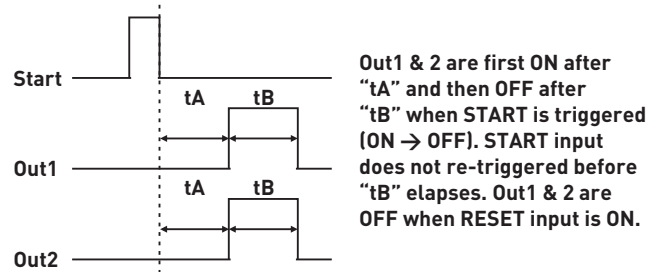 Start
tA
tB
Out1
tA
tB
Out2
Out1 & 2 are first ON after
“tA” and then OFF after
“tB” when START is triggered
(ON → OFF). START input
does not re-triggered before
“tB” elapses. Out1 & 2 are
OFF when RESET input is ON.